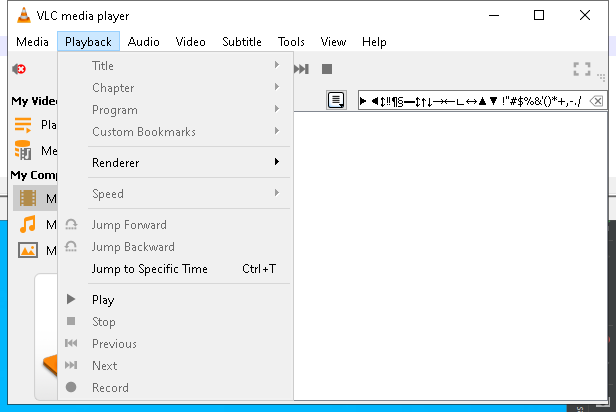 VLC media player
Media Playback Audio Video Subtitle Tools View Help
Title
Chapter
Program
Custom Bookmarks
Renderer
Speed
Jump Forward
Jump Backward
Jump to Specific Time Ctrl+T
Play
Stop
Previous
Next
Record
►◄↕‼¶§▬↨↑↓→←∟↔▲▼ !"#$%&'()*+,-./
My Vide
Pla
Me
My Comp
M
M
M